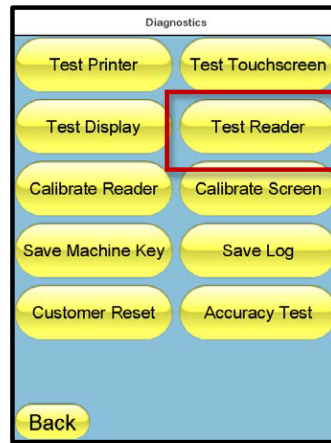 Diagnostics
Test Printer Test Touchscreen
Test Display Test Reader
Calibrate Reader Calibrate Screen
Save Machine Key Save Log
Customer Reset Accuracy Test
Back